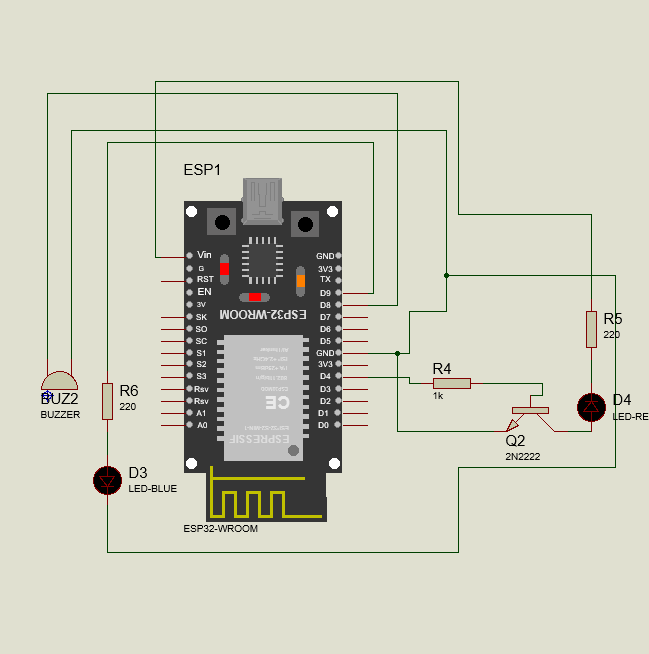 ESP1
Vin
G
RST
EN
3V
SK
SO
SC
S1
S2
S3
Rsv
Rsv
A1
A0
GND
3V3
TX
D9
D8
D7
D6
D5
GND
3V3
D4
D3
D2
D1
D0
ESP32-WROOM
CE
ESPRESSIF
ESP32-WROOM
BUZ2
BUZZER
R6
220
D3
LED-BLUE
R4
1k
Q2
2N2222
R5
220
D4
LED-RE